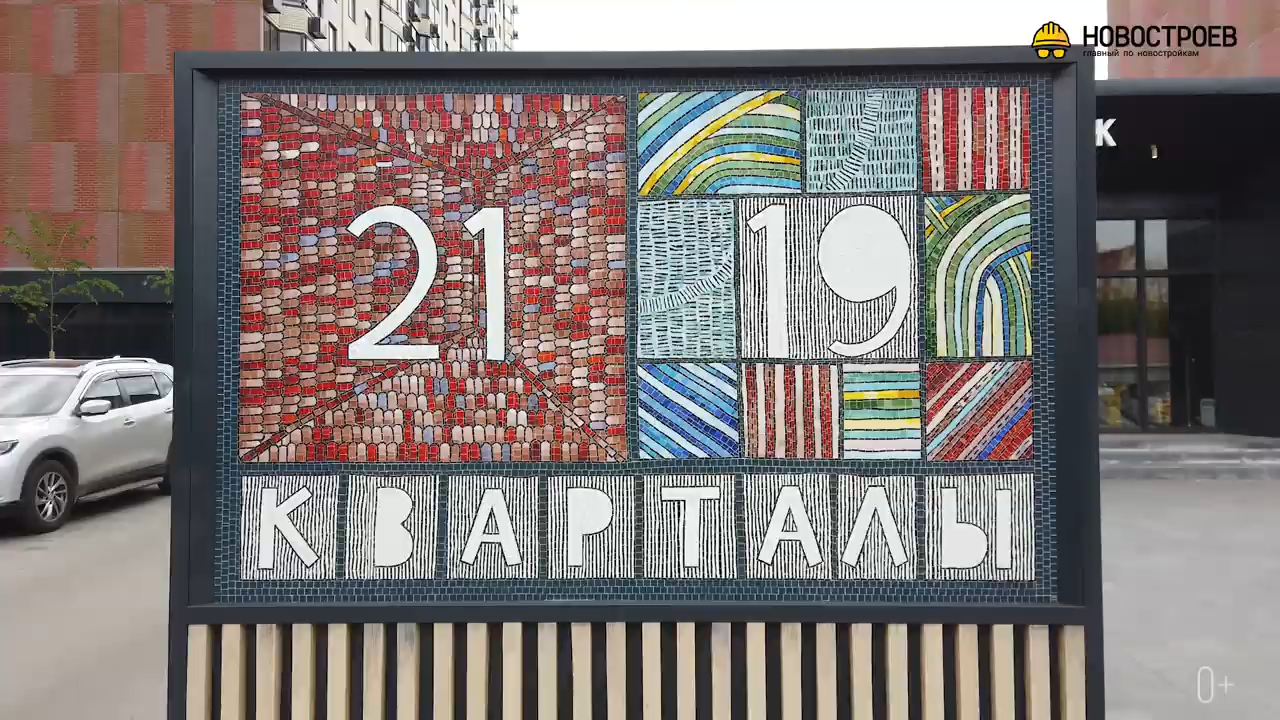 НОВОСТРОЕВ
главный по новостройкам
К
21 19
КВАРТАЛЫ
0+